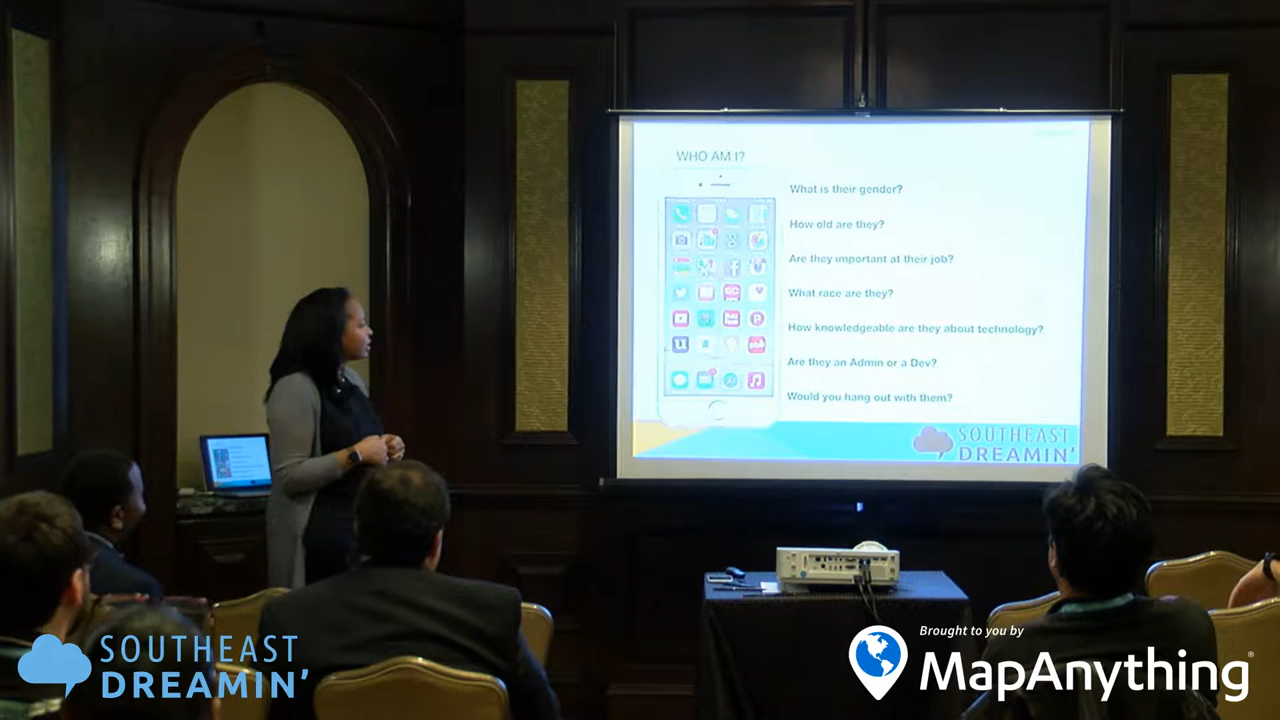 WHO AM I?
What is their gender?
How old are they?
Are they important at their job?
What race are they?
How knowledgeable are they about technology?
Are they an Admin or a Dev?
Would you hang out with them?
SOUTHEAST
DREAMIN'
SOUTHEAST
DREAMIN'
Brought to you by
MapAnything®